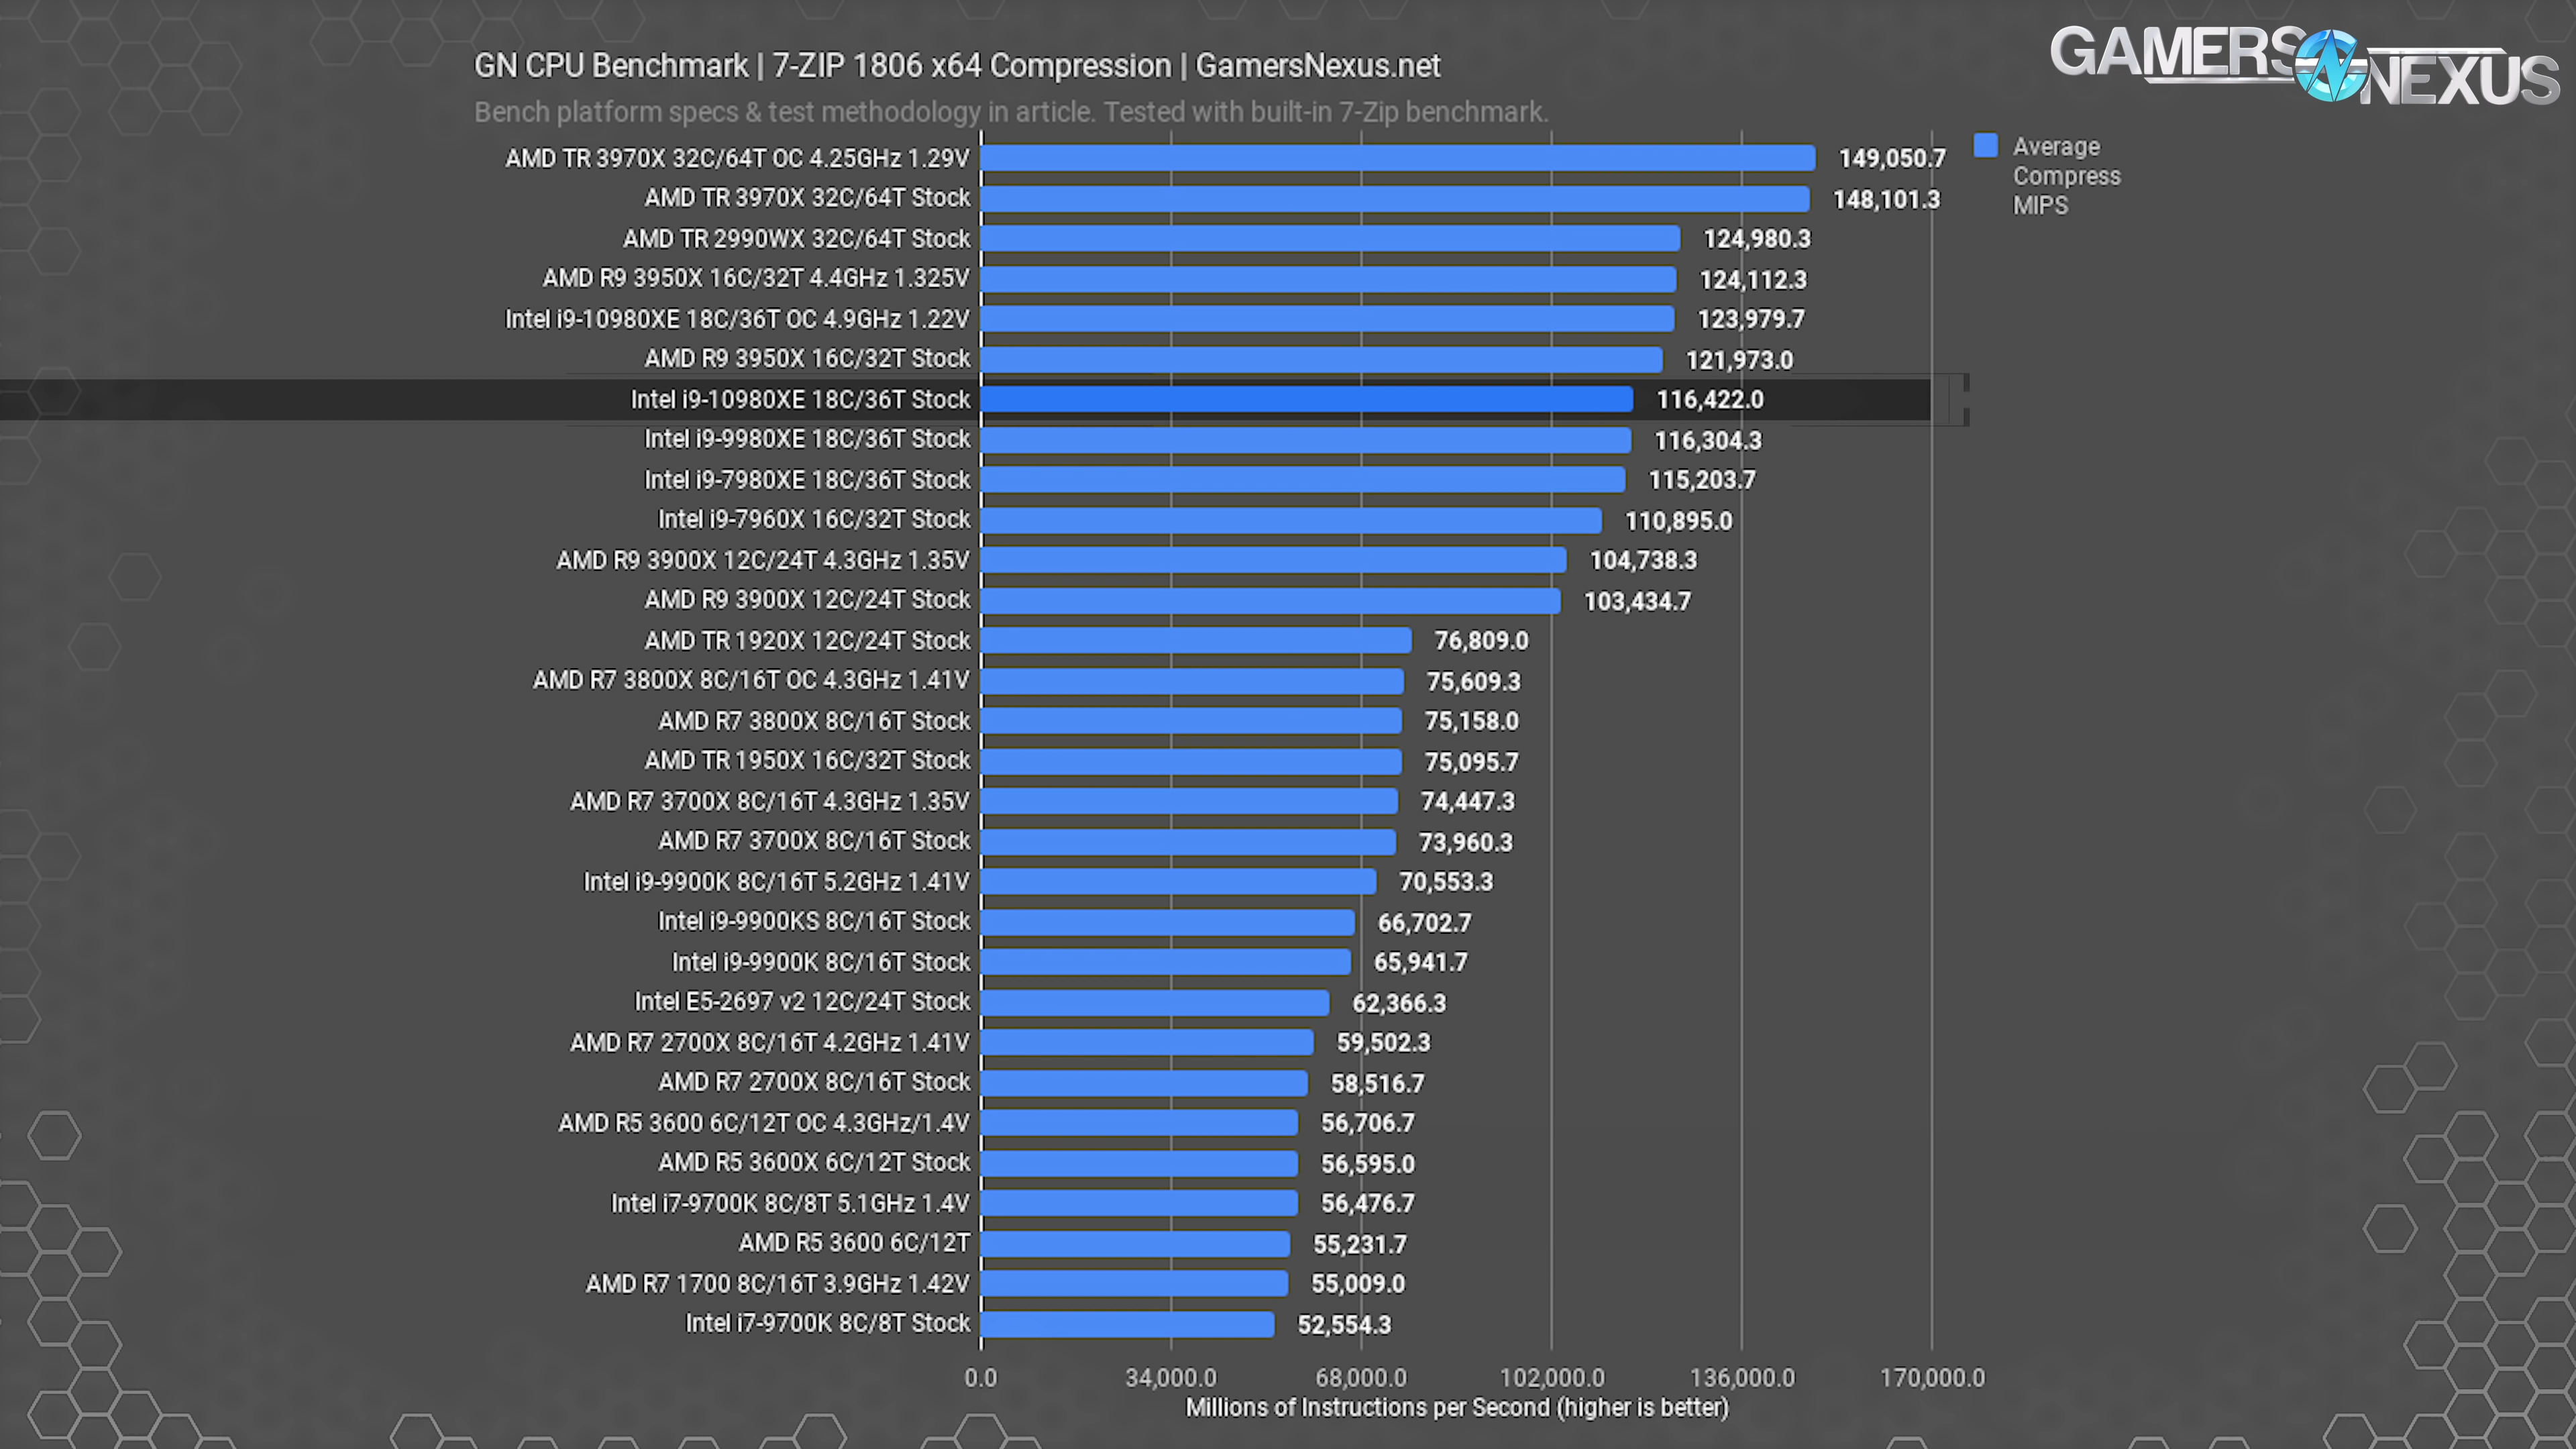 GAMERS NEXUS
GN CPU Benchmark | 7-ZIP 1806 x64 Compression | GamersNexus.net
Bench platform specs & test methodology in article. Tested with built-in 7-Zip benchmark.
AMD TR 3970X 32C/64T OC 4.25GHz 1.29V 149,050.7
AMD TR 3970X 32C/64T Stock 148,101.3
AMD TR 2990WX 32C/64T Stock 124,980.3
AMD R9 3950X 16C/32T 4.4GHz 1.325V 124,112.3
Intel i9-10980XE 18C/36T OC 4.9GHz 1.22V 123,979.7
AMD R9 3950X 16C/32T Stock 121,973.0
Intel i9-10980XE 18C/36T Stock 116,422.0
Intel i9-9980XE 18C/36T Stock 116,304.3
Intel i9-7980XE 18C/36T Stock 115,203.7
Intel i9-7960X 16C/32T Stock 110,895.0
AMD R9 3900X 12C/24T 4.3GHz 1.35V 104,738.3
AMD R9 3900X 12C/24T Stock 103,434.7
AMD TR 1920X 12C/24T Stock 76,809.0
AMD R7 3800X 8C/16T OC 4.3GHz 1.41V 75,609.3
AMD R7 3800X 8C/16T Stock 75,158.0
AMD TR 1950X 16C/32T Stock 75,095.7
AMD R7 3700X 8C/16T 4.3GHz 1.35V 74,447.3
AMD R7 3700X 8C/16T Stock 73,960.3
Intel i9-9900K 8C/16T 5.2GHz 1.41V 70,553.3
Intel i9-9900KS 8C/16T Stock 66,702.7
Intel i9-9900K 8C/16T Stock 65,941.7
Intel E5-2697 v2 12C/24T Stock 62,366.3
AMD R7 2700X 8C/16T 4.2GHz 1.41V 59,502.3
AMD R7 2700X 8C/16T Stock 58,516.7
AMD R5 3600 6C/12T OC 4.3GHz/1.4V 56,706.7
AMD R5 3600X 6C/12T Stock 56,595.0
Intel i7-9700K 8C/8T 5.1GHz 1.4V 56,476.7
AMD R5 3600 6C/12T 55,231.7
AMD R7 1700 8C/16T 3.9GHz 1.42V 55,009.0
Intel i7-9700K 8C/8T Stock 52,554.3
Average
Compress
MIPS
0.0 34,000.0 68,000.0 102,000.0 136,000.0 170,000.0
Millions of Instructions per Second (higher is better)